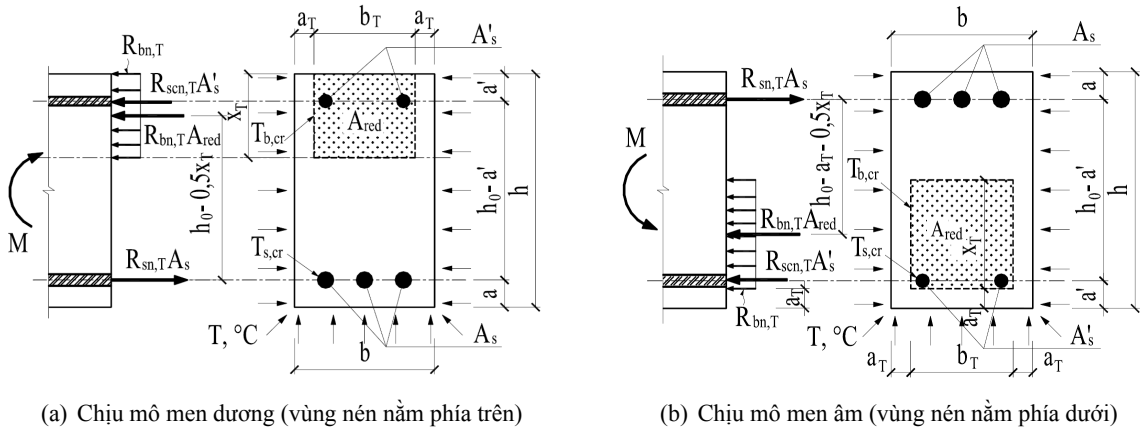 a_T b_T a_T A'_s
R_bn,T
R_scn,T A'_s
x_T
a'
T_b,cr
A_red
R_bn,T A_red
M
h_0 - 0,5x_T
h_0 - a'
h
T_s,cr
R_sn,T A_s
a
T, °C
A_s
b
(a) Chịu mô men dương (vùng nén nằm phía trên)
b
A_s
R_sn,T A_s
a
M
h_0 - a_T - 0,5x_T
T_b,cr
h_0 - a'
h
R_bn,T A_red
A_red
x_T
T_s,cr
R_scn,T A'_s
a_T
R_bn,T
a_T
a'
T, °C
A'_s
a_T b_T a_T
(b) Chịu mô men âm (vùng nén nằm phía dưới)